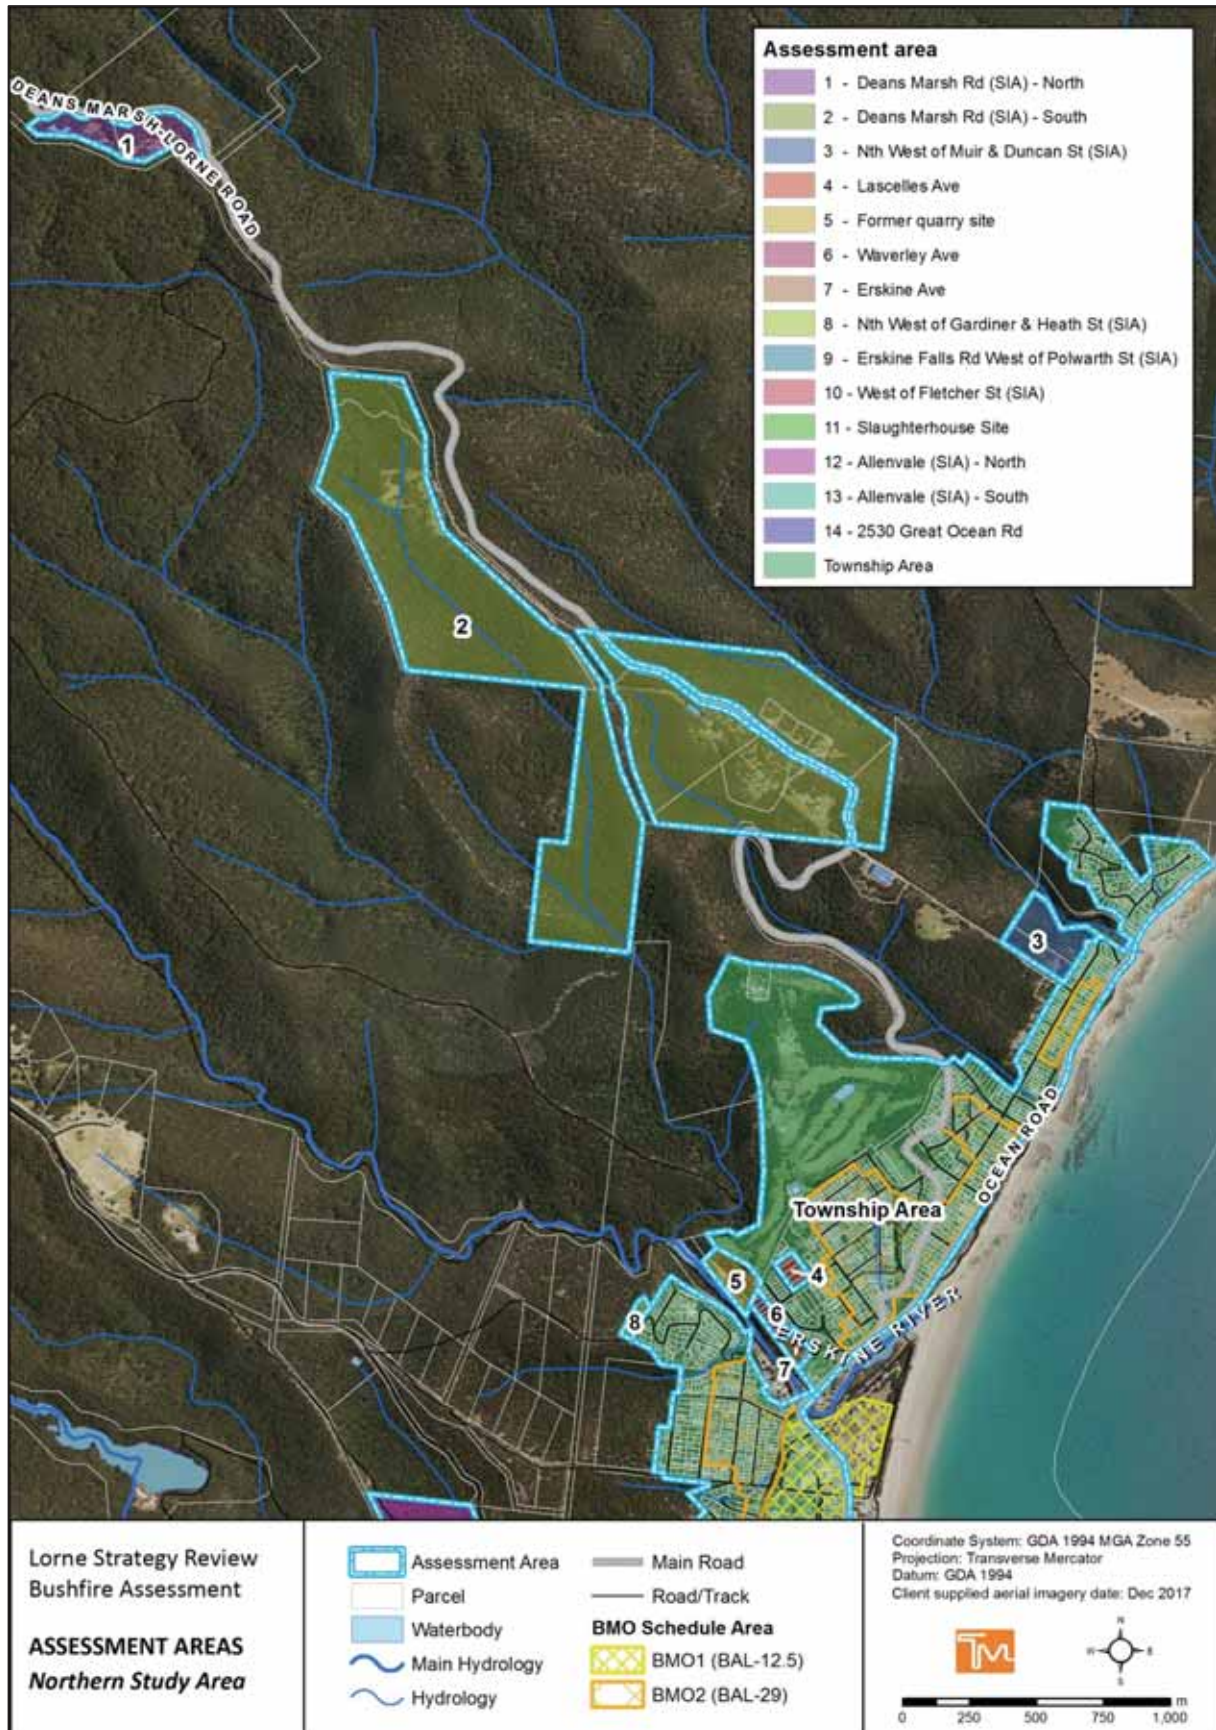 Assessment area
1 - Deans Marsh Rd (SIA) - North
2 - Deans Marsh Rd (SIA) - South
3 - Nth West of Muir & Duncan St (SIA)
4 - Lascelles Ave
5 - Former quarry site
6 - Waverley Ave
7 - Erskine Ave
8 - Nth West of Gardiner & Heath St (SIA)
9 - Erskine Falls Rd West of Polwarth St (SIA)
10 - West of Fletcher St (SIA)
11 - Slaughterhouse Site
12 - Allenvale (SIA) - North
13 - Allenvale (SIA) - South
14 - 2530 Great Ocean Rd
Township Area
DEANS MARSH-LORNE ROAD
1
2
3
OCEAN ROAD
Township Area
4
5
6
ERSKINE RIVER
8
7
Lorne Strategy Review
Bushfire Assessment
ASSESSMENT AREAS
Northern Study Area
Assessment Area
Parcel
Waterbody
Main Hydrology
Hydrology
Main Road
Road/Track
BMO Schedule Area
BMO1 (BAL-12.5)
BMO2 (BAL-29)
Coordinate System: GDA 1994 MGA Zone 55
Projection: Transverse Mercator
Datum: GDA 1994
Client supplied aerial imagery date: Dec 2017
TM
N
W E
S
m
0 250 500 750 1,000